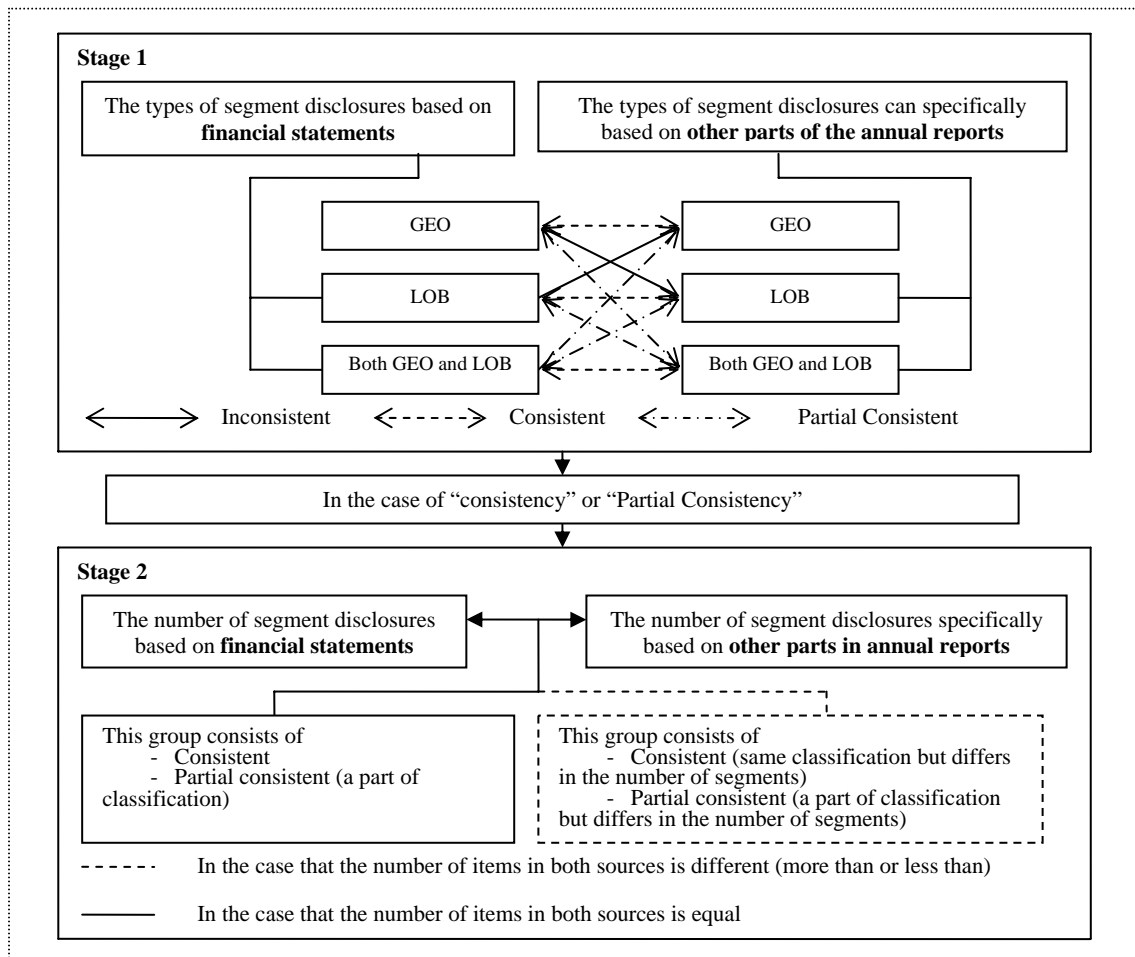 Stage 1
The types of segment disclosures based on
financial statements
The types of segment disclosures can specifically
based on other parts of the annual reports
GEO
GEO
LOB
LOB
Both GEO and LOB
Both GEO and LOB
Inconsistent
Consistent
Partial Consistent
In the case of “consistency” or “Partial Consistency”
Stage 2
The number of segment disclosures
based on financial statements
The number of segment disclosures specifically
based on other parts in annual reports
This group consists of
- Consistent
- Partial consistent (a part of
classification)
This group consists of
- Consistent (same classification but differs
in the number of segments)
- Partial consistent (a part of classification
but differs in the number of segments)
In the case that the number of items in both sources is different (more than or less than)
In the case that the number of items in both sources is equal